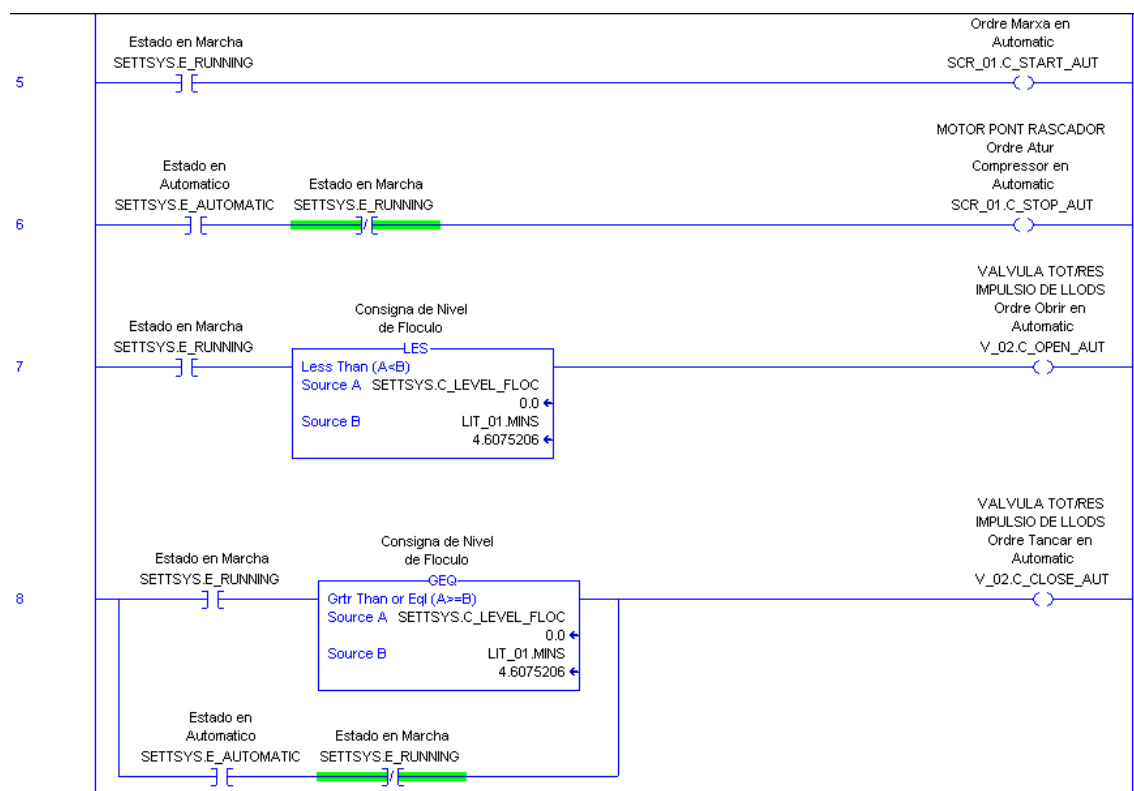 Estado en Marcha
SETTSYS.E_RUNNING
Ordre Marxa en
Automatic
SCR_01.C_START_AUT
5
Estado en
Automatico
SETTSYS.E_AUTOMATIC
Estado en Marcha
SETTSYS.E_RUNNING
MOTOR PONT RASCADOR
Ordre Atur
Compressor en
Automatic
SCR_01.C_STOP_AUT
6
Estado en Marcha
SETTSYS.E_RUNNING
Consigna de Nivel
de Floculo
LES
Less Than (A<B)
Source A SETTSYS.C_LEVEL_FLOC
0.0
Source B LIT_01.MINS
4.6075206
VALVULA TOT/RES
IMPULSIO DE LLODS
Ordre Obrir en
Automatic
V_02.C_OPEN_AUT
7
Estado en Marcha
SETTSYS.E_RUNNING
Consigna de Nivel
de Floculo
GEQ
Grtr Than or Eql (A>=B)
Source A SETTSYS.C_LEVEL_FLOC
0.0
Source B LIT_01.MINS
4.6075206
VALVULA TOT/RES
IMPULSIO DE LLODS
Ordre Tancar en
Automatic
V_02.C_CLOSE_AUT
8
Estado en
Automatico
SETTSYS.E_AUTOMATIC
Estado en Marcha
SETTSYS.E_RUNNING